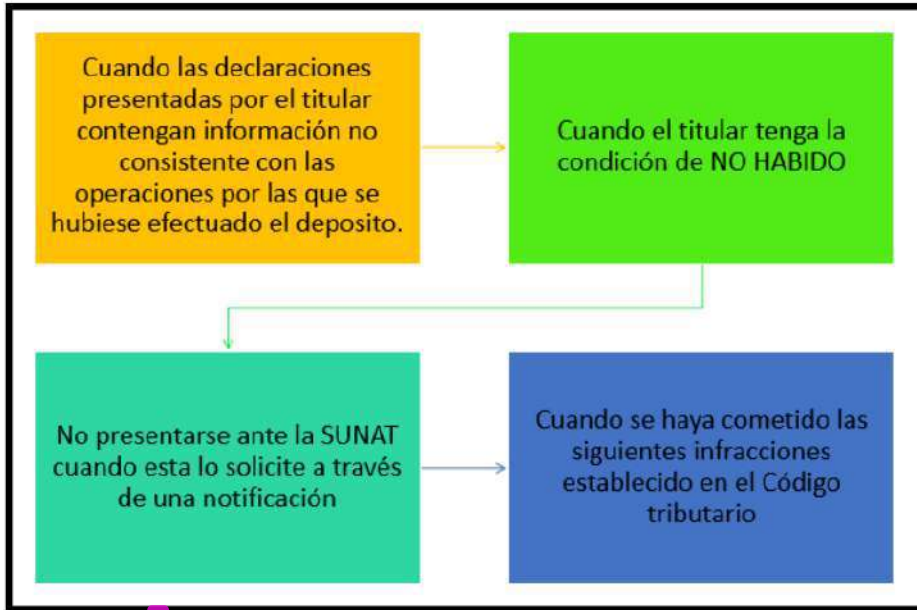 Cuando las declaraciones
presentadas por el titular
contengan información no
consistente con las
operaciones por las que se
hubiese efectuado el deposito.
Cuando el titular tenga la
condición de NO HABIDO
No presentarse ante la SUNAT
cuando esta lo solicite a través
de una notificación
Cuando se haya cometido las
siguientes infracciones
establecido en el Código
tributario